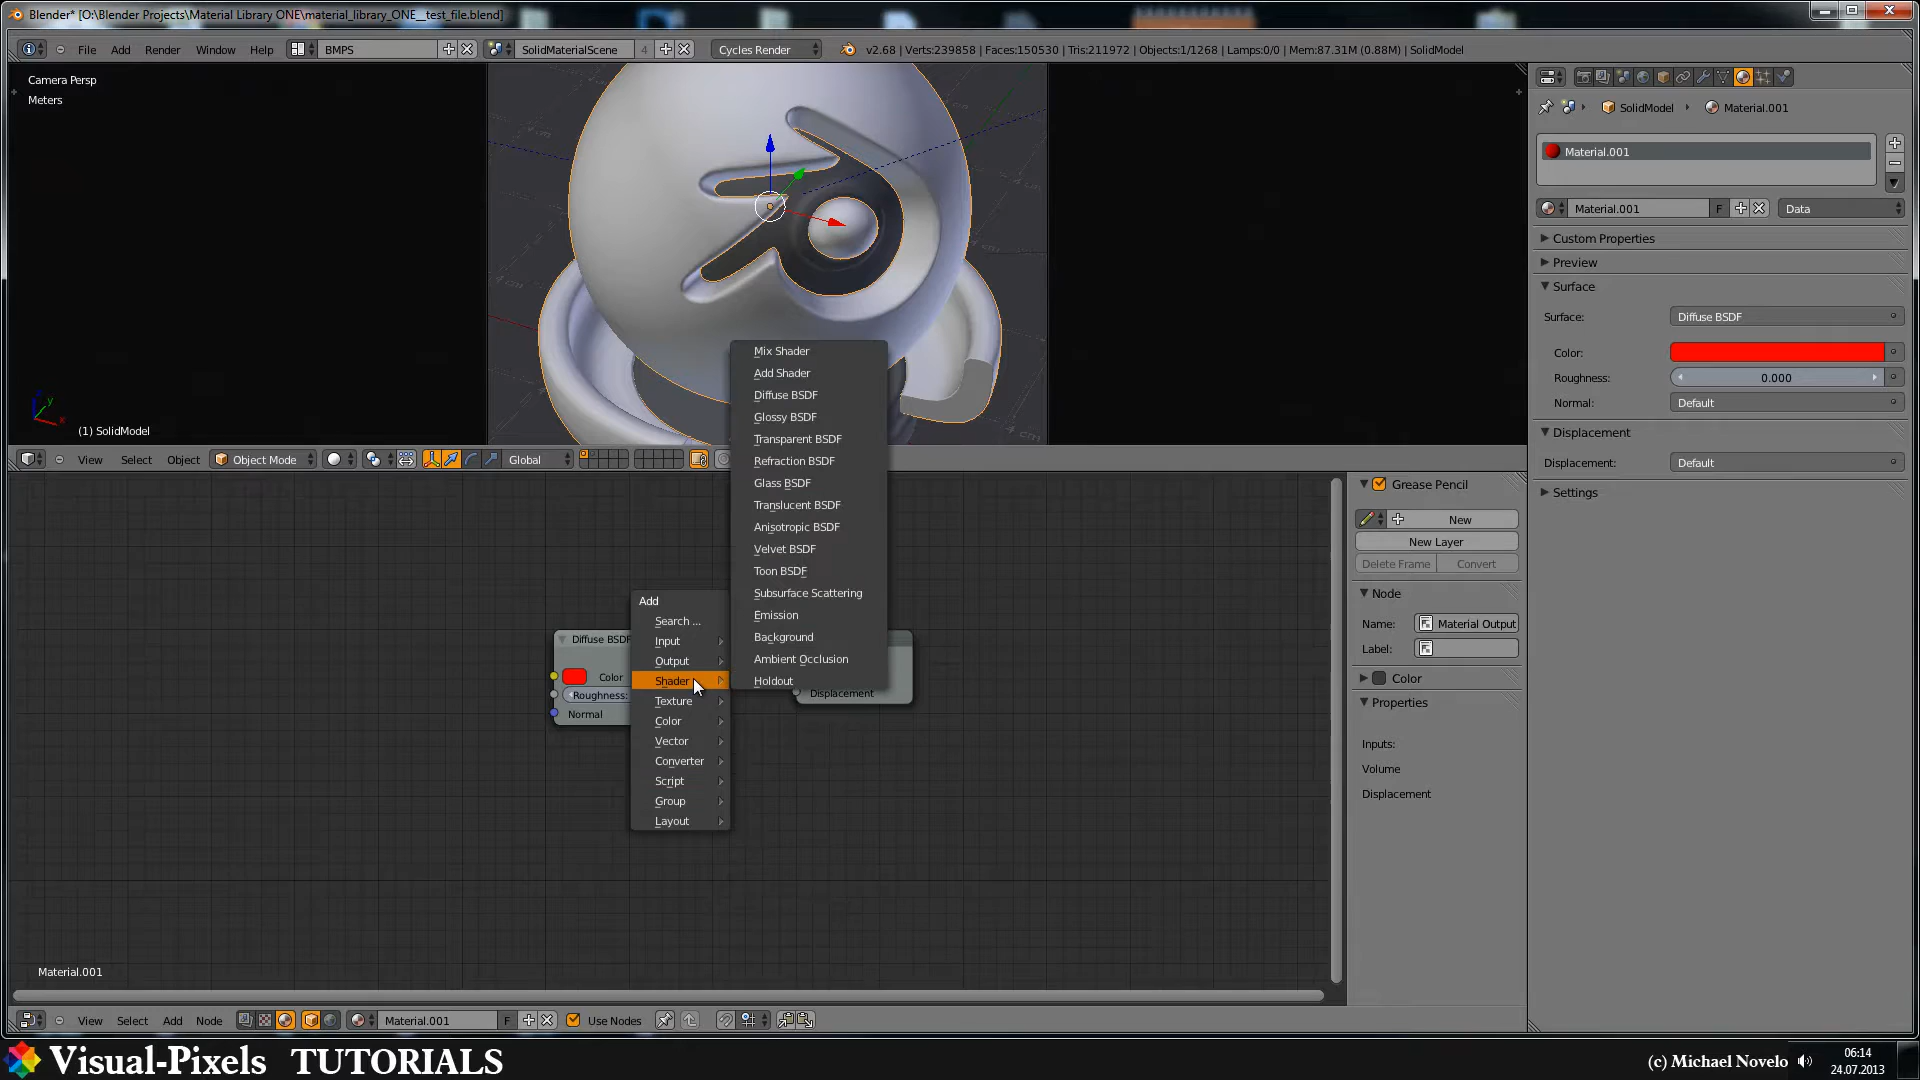 Blender* [O:\Blender Projects\Material Library ONE\material_library_ONE__test_file.blend]
File Add Render Window Help BMPS SolidMaterialScene 4 Cycles Render v2.68 | Verts:239858 | Faces:150530 | Tris:211972 | Objects:1/1268 | Lamps:0/0 | Mem:87.31M (0.88M) | SolidModel
Camera Persp
Meters
(1) SolidModel
View Select Object Object Mode Global
Mix Shader
Add Shader
Diffuse BSDF
Glossy BSDF
Transparent BSDF
Refraction BSDF
Glass BSDF
Translucent BSDF
Anisotropic BSDF
Velvet BSDF
Toon BSDF
Subsurface Scattering
Emission
Background
Ambient Occlusion
Holdout
Add
Search ...
Input
Output
Shader
Texture
Color
Vector
Converter
Script
Group
Layout
Diffuse BSDF
Color
Roughness:
Normal
Displacement
Material.001
View Select Add Node Material.001 F Use Nodes
Grease Pencil
New
New Layer
Delete Frame Convert
Node
Name: Material Output
Label:
Color
Properties
Inputs:
Volume
Displacement
SolidModel Material.001
Material.001
Material.001 F Data
Custom Properties
Preview
Surface
Surface: Diffuse BSDF
Color:
Roughness: 0.000
Normal: Default
Displacement
Displacement: Default
Settings
Visual-Pixels TUTORIALS
(c) Michael Novelo
06:14
24.07.2013